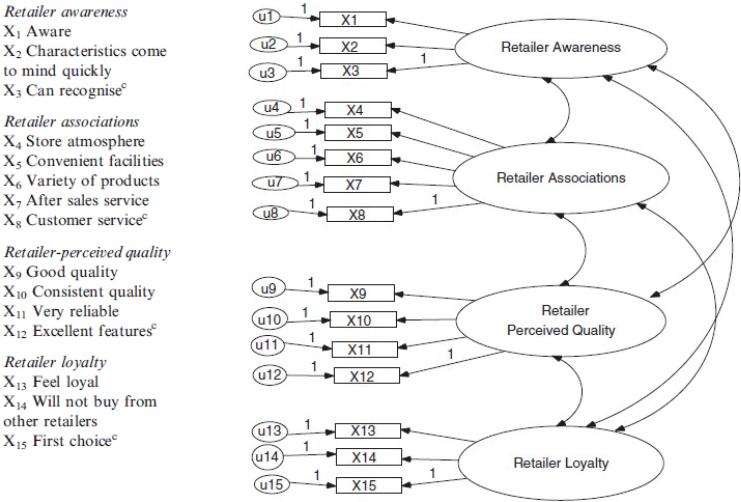 Retailer awareness
X₁ Aware
X₂ Characteristics come
to mind quickly
X₃ Can recogniseᶜ
Retailer associations
X₄ Store atmosphere
X₅ Convenient facilities
X₆ Variety of products
X₇ After sales service
X₈ Customer serviceᶜ
Retailer-perceived quality
X₉ Good quality
X₁₀ Consistent quality
X₁₁ Very reliable
X₁₂ Excellent featuresᶜ
Retailer loyalty
X₁₃ Feel loyal
X₁₄ Will not buy from
other retailers
X₁₅ First choiceᶜ
u1 1 X1
u2 1 X2
u3 1 X3 1
Retailer Awareness
u4 1 X4
u5 1 X5
u6 1 X6
u7 1 X7
u8 1 X8 1
Retailer Associations
u9 1 X9
u10 1 X10
u11 1 X11
u12 1 X12 1
Retailer
Perceived Quality
u13 1 X13
u14 1 X14
u15 1 X15 1
Retailer Loyalty